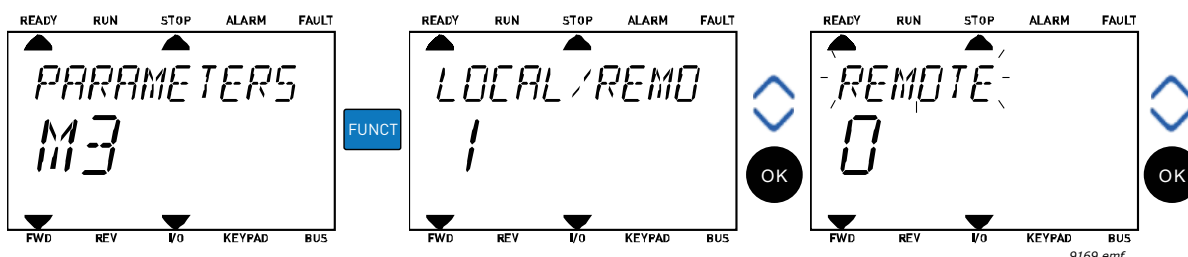 READY RUN STOP ALARM FAULT
PARAMETERS
M3
FWD REV I/O KEYPAD BUS
FUNCT
READY RUN STOP ALARM FAULT
LOCAL/REMO
1
FWD REV I/O KEYPAD BUS
OK
READY RUN STOP ALARM FAULT
REMOTE
0
FWD REV I/O KEYPAD BUS
OK
9169.emf